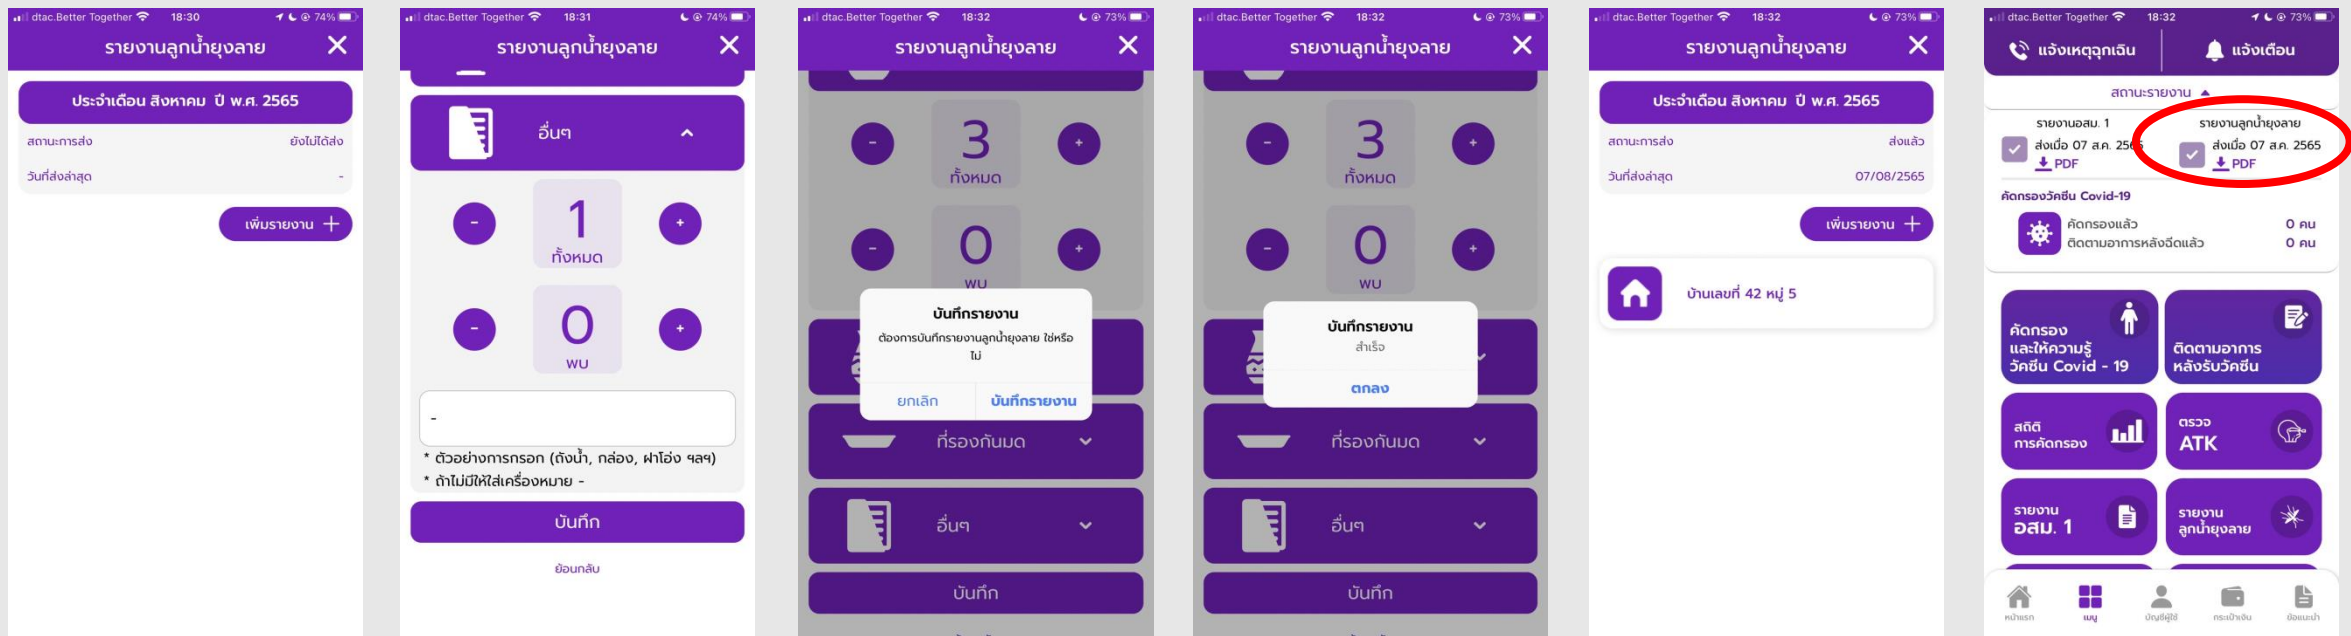 dtac.Better Together 18:30 74%
รายงานลูกน้ำยุงลาย
ประจำเดือน สิงหาคม ปี พ.ศ. 2565
สถานะการส่ง ยังไม่ได้ส่ง
วันที่ส่งล่าสุด -
เพิ่มรายงาน +
dtac.Better Together 18:31 74%
รายงานลูกน้ำยุงลาย
อื่นๆ
- 1 +
ทั้งหมด
- 0 +
พบ
-
* ตัวอย่างการกรอก (ถังน้ำ, กล่อง, ฝาโอ่ง ฯลฯ)
* ถ้าไม่มีให้ใส่เครื่องหมาย -
บันทึก
ย้อนกลับ
dtac.Better Together 18:32 73%
รายงานลูกน้ำยุงลาย
- 3 +
ทั้งหมด
- 0 +
พบ
บันทึกรายงาน
ต้องการบันทึกรายงานลูกน้ำยุงลาย ใช่หรือ
ไม่
ยกเลิก บันทึกรายงาน
ที่รองกันมด
อื่นๆ
บันทึก
dtac.Better Together 18:32 73%
รายงานลูกน้ำยุงลาย
- 3 +
ทั้งหมด
- 0 +
พบ
บันทึกรายงาน
สำเร็จ
ตกลง
ที่รองกันมด
อื่นๆ
บันทึก
dtac.Better Together 18:32 73%
รายงานลูกน้ำยุงลาย
ประจำเดือน สิงหาคม ปี พ.ศ. 2565
สถานะการส่ง ส่งแล้ว
วันที่ส่งล่าสุด 07/08/2565
เพิ่มรายงาน +
บ้านเลขที่ 42 หมู่ 5
dtac.Better Together 18:32 73%
แจ้งเหตุฉุกเฉิน แจ้งเตือน
สถานะรายงาน
รายงานอสม. 1 รายงานลูกน้ำยุงลาย
ส่งเมื่อ 07 ส.ค. 2565 ส่งเมื่อ 07 ส.ค. 2565
PDF PDF
คัดกรองวัคซีน Covid-19
คัดกรองแล้ว 0 คน
ติดตามอาการหลังฉีดแล้ว 0 คน
คัดกรอง
และให้ความรู้
วัคซีน Covid - 19
ติดตามอาการ
หลังรับวัคซีน
สถิติ
การคัดกรอง
ตรวจ
ATK
รายงาน
อสม. 1
รายงาน
ลูกน้ำยุงลาย
หน้าแรก เมนู บัญชีผู้ใช้ กระเป๋าเงิน ข้อแนะนำ